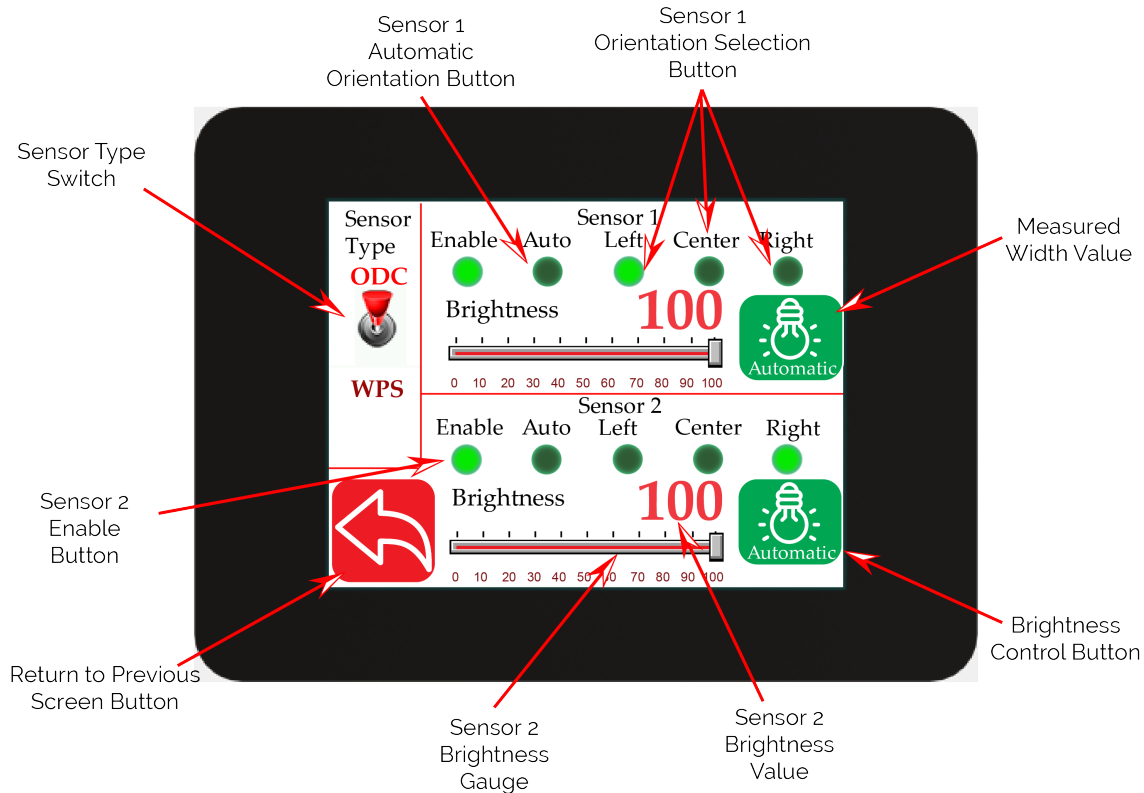 Sensor 1
Automatic
Orientation Button
Sensor 1
Orientation Selection
Button
Sensor Type
Switch
Measured
Width Value
Sensor
Type
ODC
WPS
Sensor 1
Enable Auto Left Center Right
Brightness 100
0 10 20 30 40 50 60 70 80 90 100
Automatic
Sensor 2
Enable Auto Left Center Right
Brightness 100
0 10 20 30 40 50 60 70 80 90 100
Automatic
Sensor 2
Enable
Button
Return to Previous
Screen Button
Sensor 2
Brightness
Gauge
Sensor 2
Brightness
Value
Brightness
Control Button